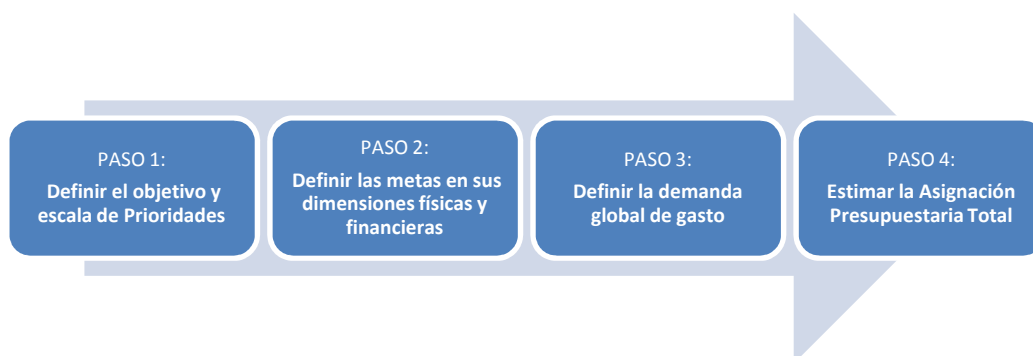 PASO 1:
Definir el objetivo y
escala de Prioridades
PASO 2:
Definir las metas en sus
dimensiones físicas y
financieras
PASO 3:
Definir la demanda
global de gasto
PASO 4:
Estimar la Asignación
Presupuestaria Total